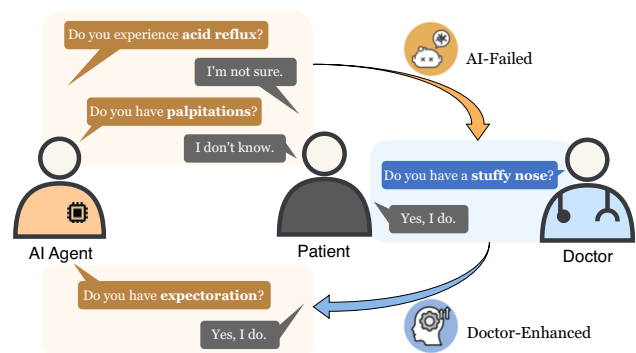 Do you experience acid reflux?
I'm not sure.
AI-Failed
Do you have palpitations?
I don't know.
Do you have a stuffy nose?
Yes, I do.
AI Agent
Patient
Doctor
Do you have expectoration?
Yes, I do.
Doctor-Enhanced